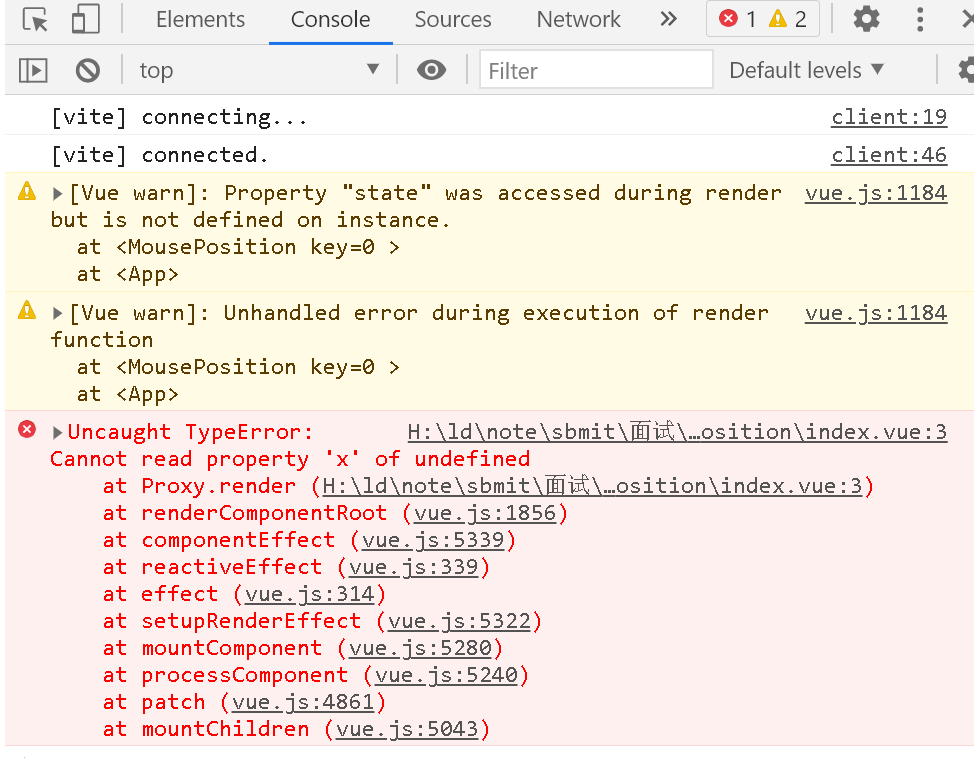 Elements Console Sources Network » 1 2
top Filter Default levels
[vite] connecting... client:19
[vite] connected. client:46
[Vue warn]: Property "state" was accessed during render vue.js:1184
but is not defined on instance.
at <MousePosition key=0 >
at <App>
[Vue warn]: Unhandled error during execution of render vue.js:1184
function
at <MousePosition key=0 >
at <App>
Uncaught TypeError: H:\ld\note\sbmit\面试\…osition\index.vue:3
Cannot read property 'x' of undefined
at Proxy.render (H:\ld\note\sbmit\面试\…osition\index.vue:3)
at renderComponentRoot (vue.js:1856)
at componentEffect (vue.js:5339)
at reactiveEffect (vue.js:339)
at effect (vue.js:314)
at setupRenderEffect (vue.js:5322)
at mountComponent (vue.js:5280)
at processComponent (vue.js:5240)
at patch (vue.js:4861)
at mountChildren (vue.js:5043)